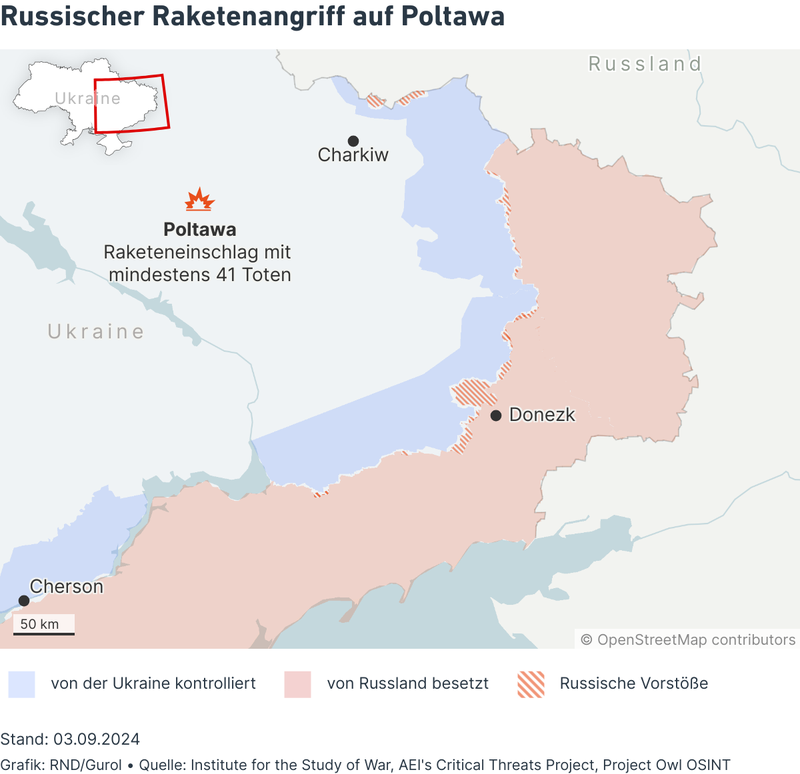 Russischer Raketenangriff auf Poltawa
Russland
Ukraine
Charkiw
Poltawa
Raketeneinschlag mit
mindestens 41 Toten
Ukraine
Donezk
Cherson
50 km
© OpenStreetMap contributors
von der Ukraine kontrolliert
von Russland besetzt
Russische Vorstöße
Stand: 03.09.2024
Grafik: RND/Gurol • Quelle: Institute for the Study of War, AEI's Critical Threats Project, Project Owl OSINT